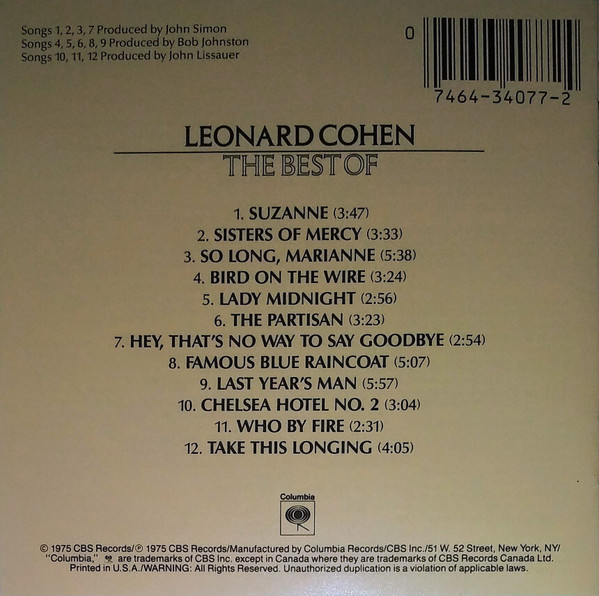 Songs 1, 2, 3, 7 Produced by John Simon
Songs 4, 5, 6, 8, 9 Produced by Bob Johnston
Songs 10, 11, 12 Produced by John Lissauer
0
7464-34077-2
LEONARD COHEN
THE BEST OF
1. SUZANNE (3:47)
2. SISTERS OF MERCY (3:33)
3. SO LONG, MARIANNE (5:38)
4. BIRD ON THE WIRE (3:24)
5. LADY MIDNIGHT (2:56)
6. THE PARTISAN (3:23)
7. HEY, THAT'S NO WAY TO SAY GOODBYE (2:54)
8. FAMOUS BLUE RAINCOAT (5:07)
9. LAST YEAR'S MAN (5:57)
10. CHELSEA HOTEL NO. 2 (3:04)
11. WHO BY FIRE (2:31)
12. TAKE THIS LONGING (4:05)
Columbia
© 1975 CBS Records/℗ 1975 CBS Records/Manufactured by Columbia Records/CBS Inc./51 W. 52 Street, New York, NY/
"Columbia," are trademarks of CBS Inc. except in Canada where they are trademarks of CBS Records Canada Ltd.
Printed in U.S.A./WARNING: All Rights Reserved. Unauthorized duplication is a violation of applicable laws.